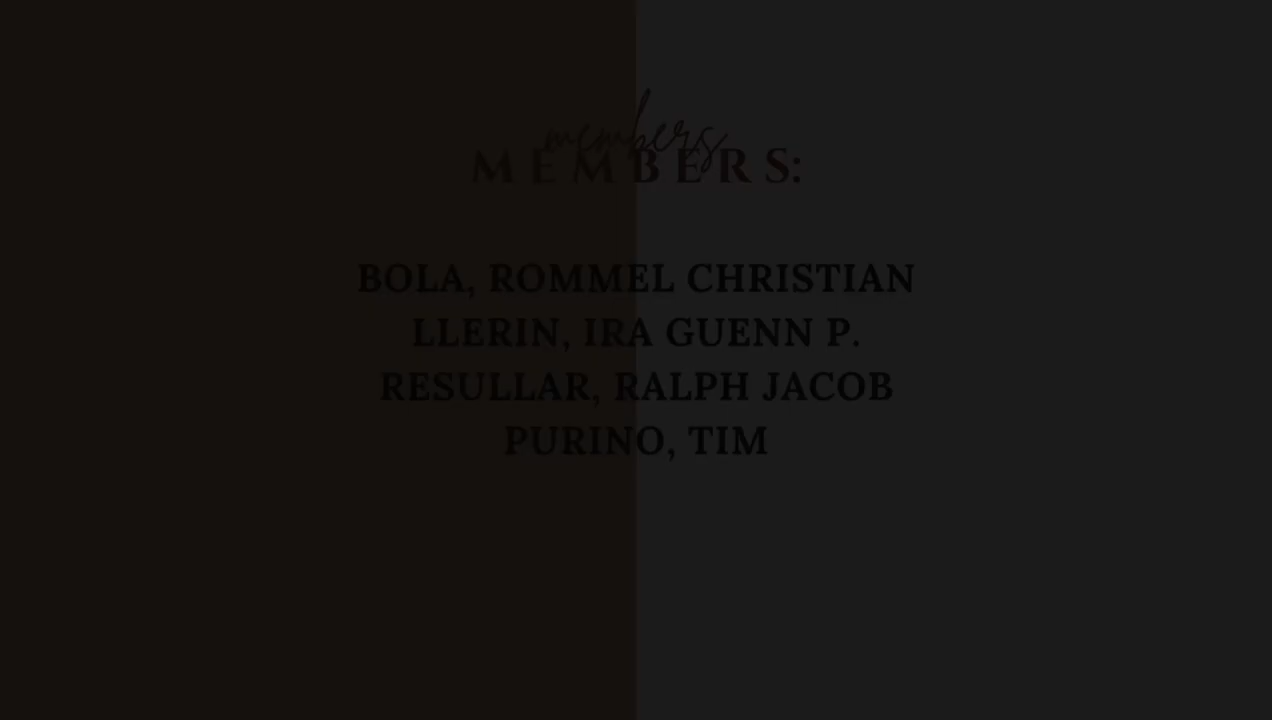 members
MEMBERS:
BOLA, ROMMEL CHRISTIAN
LLERIN, IRA GUENN P.
RESULLAR, RALPH JACOB
PURINO, TIM